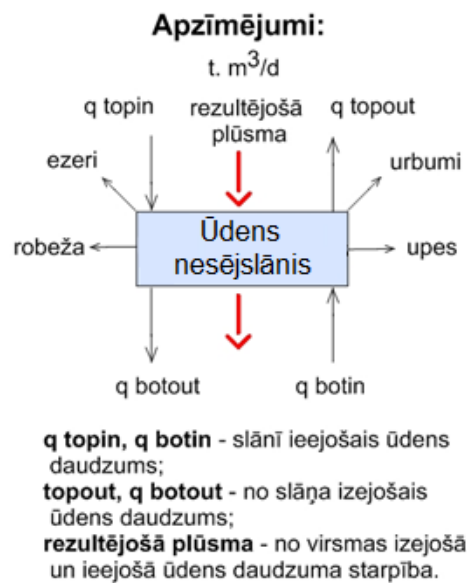 Apzīmējumi:
t. m³/d
q topin
rezultējošā
plūsma
q topout
ezeri
urbumi
robeža
Ūdens
nesējslānis
upes
q botout
q botin
q topin, q botin - slānī ieejošais ūdens
daudzums;
topout, q botout - no slāņa izejošais
ūdens daudzums;
rezultējošā plūsma - no virsmas izejošā
un ieejošā ūdens daudzuma starpība.